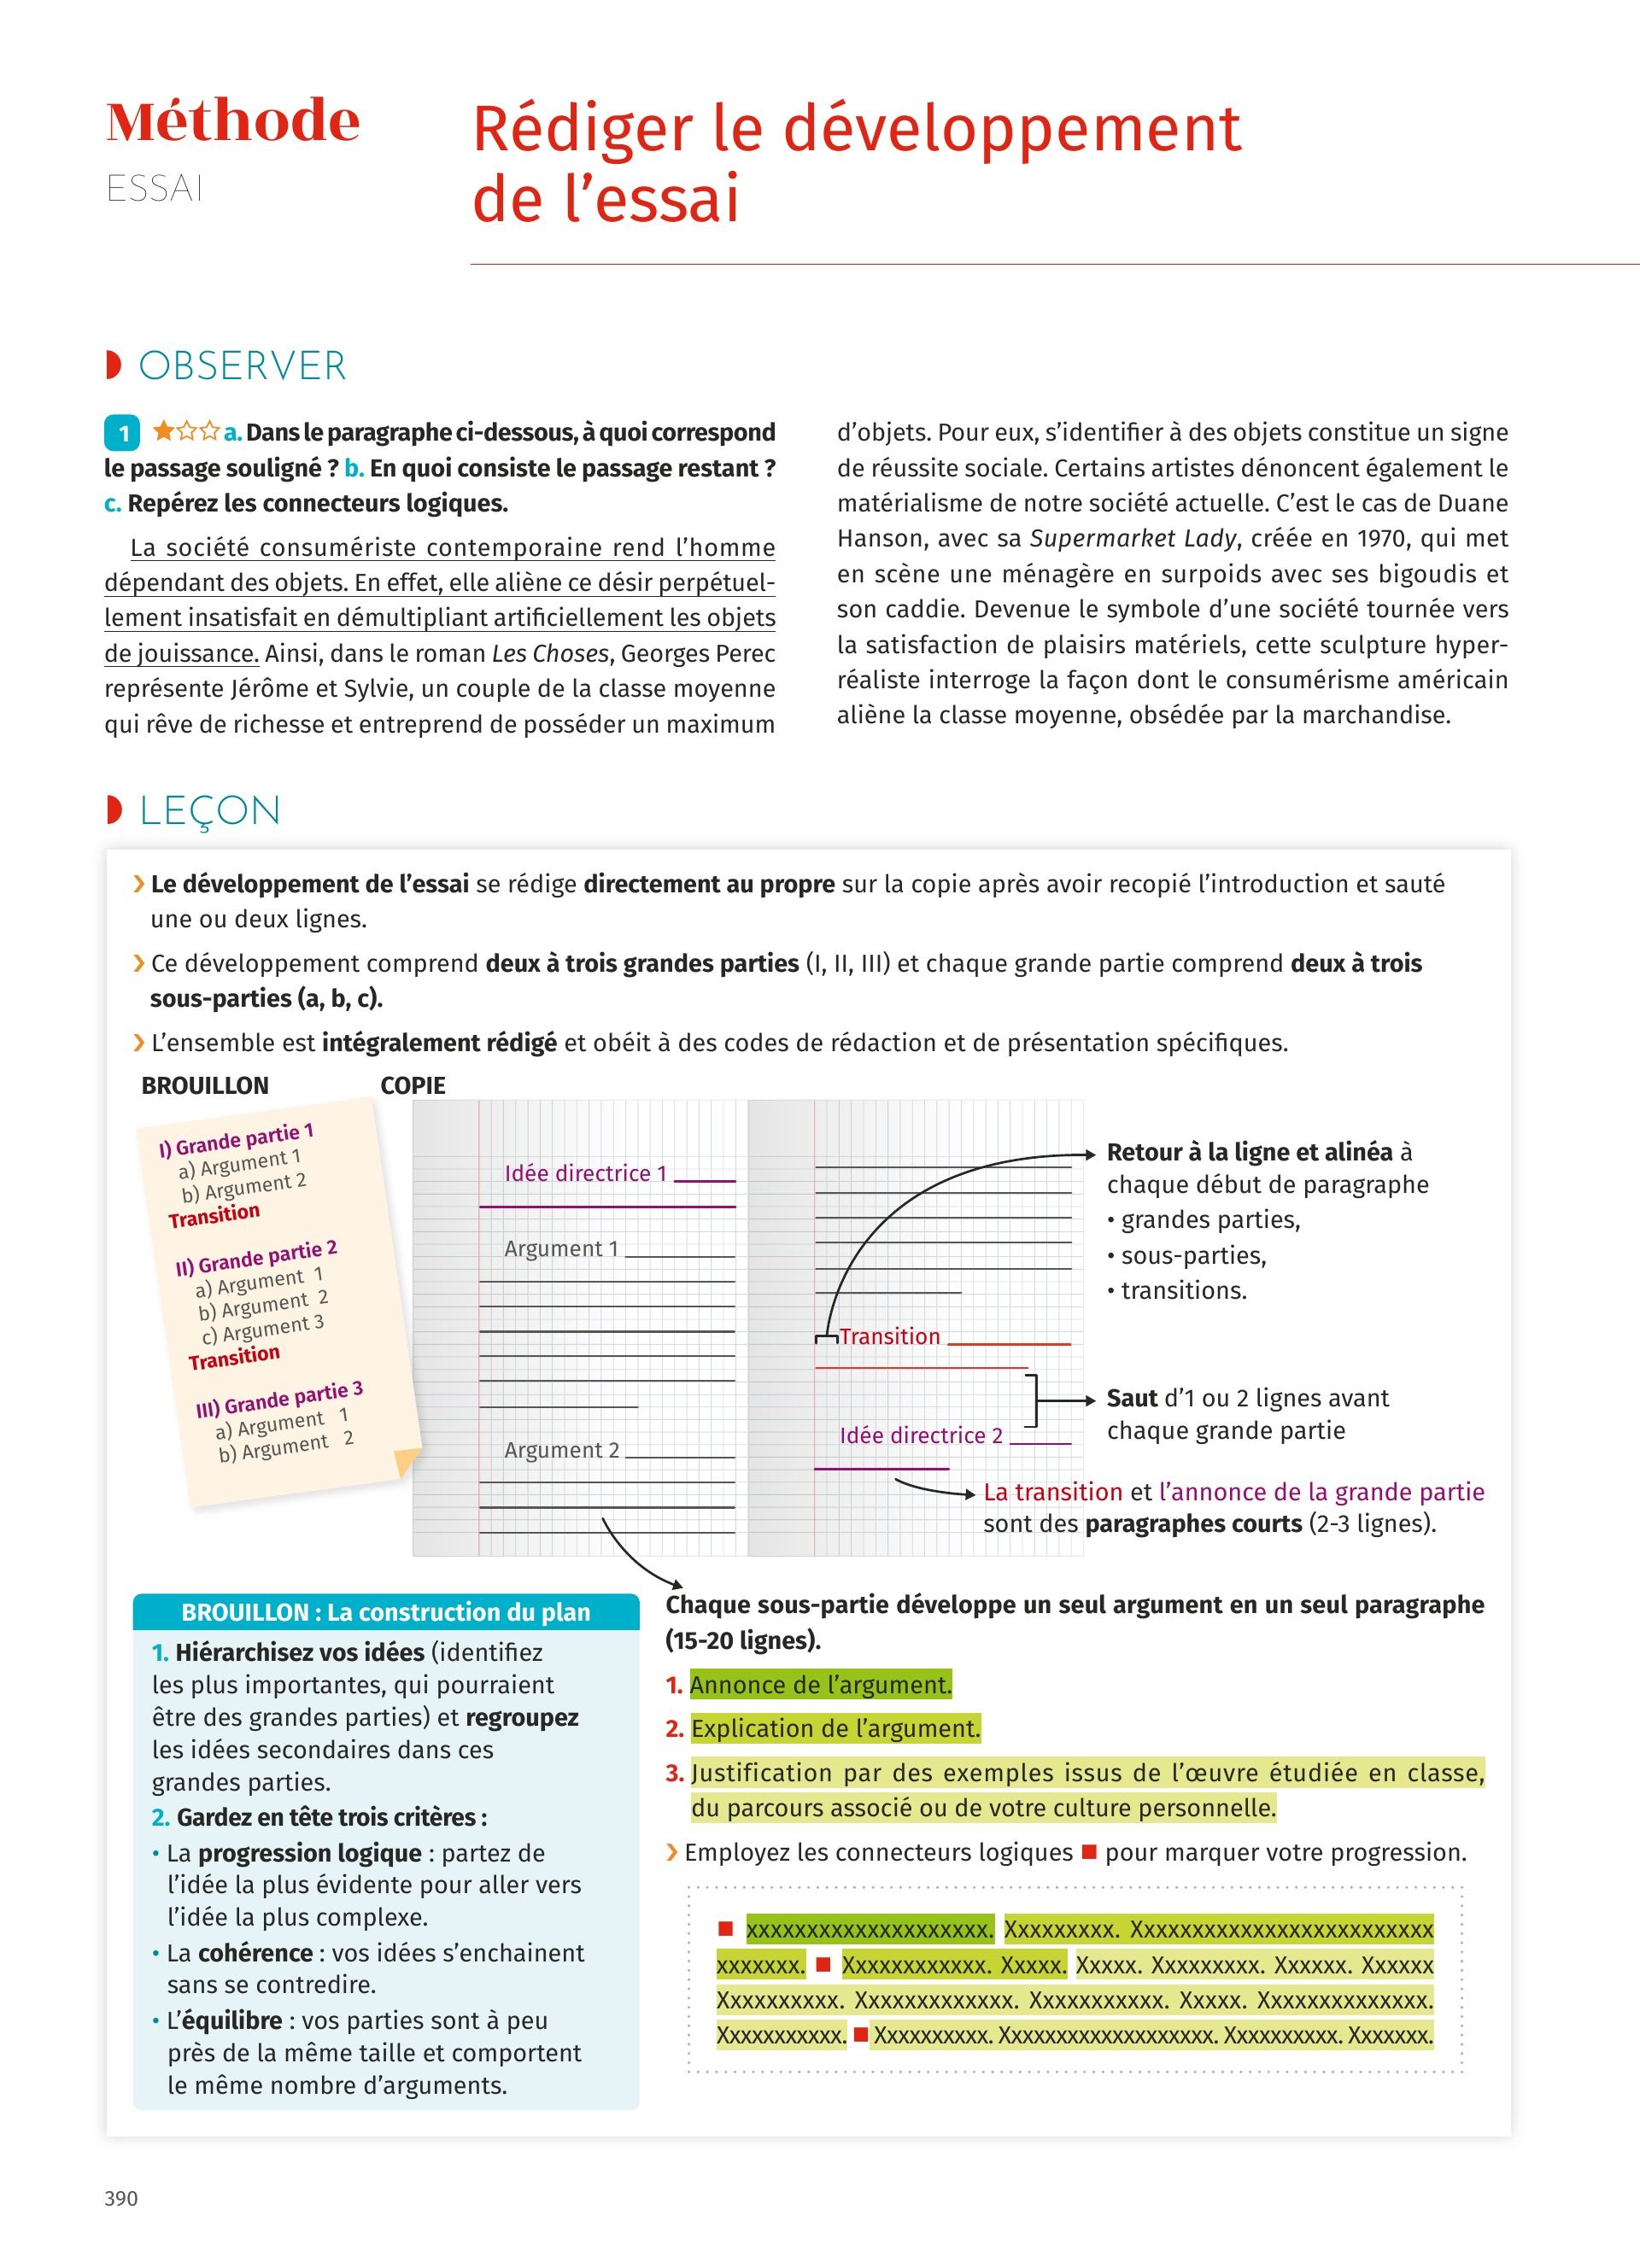 Méthode
ESSAI
Rédiger le développement
de l’essai
OBSERVER
1 a. Dans le paragraphe ci-dessous, à quoi correspond
le passage souligné ? b. En quoi consiste le passage restant ?
c. Repérez les connecteurs logiques.
La société consumériste contemporaine rend l’homme
dépendant des objets. En effet, elle aliène ce désir perpétuel-
lement insatisfait en démultipliant artificiellement les objets
de jouissance. Ainsi, dans le roman Les Choses, Georges Perec
représente Jérôme et Sylvie, un couple de la classe moyenne
qui rêve de richesse et entreprend de posséder un maximum
d’objets. Pour eux, s’identifier à des objets constitue un signe
de réussite sociale. Certains artistes dénoncent également le
matérialisme de notre société actuelle. C’est le cas de Duane
Hanson, avec sa Supermarket Lady, créée en 1970, qui met
en scène une ménagère en surpoids avec ses bigoudis et
son caddie. Devenue le symbole d’une société tournée vers
la satisfaction de plaisirs matériels, cette sculpture hyper-
réaliste interroge la façon dont le consumérisme américain
aliène la classe moyenne, obsédée par la marchandise.
LEÇON
› Le développement de l’essai se rédige directement au propre sur la copie après avoir recopié l’introduction et sauté
une ou deux lignes.
› Ce développement comprend deux à trois grandes parties (I, II, III) et chaque grande partie comprend deux à trois
sous-parties (a, b, c).
› L’ensemble est intégralement rédigé et obéit à des codes de rédaction et de présentation spécifiques.
BROUILLON
I) Grande partie 1
a) Argument 1
b) Argument 2
Transition
II) Grande partie 2
a) Argument 1
b) Argument 2
c) Argument 3
Transition
III) Grande partie 3
a) Argument 1
b) Argument 2
COPIE
Idée directrice 1
Argument 1
Argument 2
Transition
Idée directrice 2
Retour à la ligne et alinéa à
chaque début de paragraphe
• grandes parties,
• sous-parties,
• transitions.
Saut d’1 ou 2 lignes avant
chaque grande partie
La transition et l’annonce de la grande partie
sont des paragraphes courts (2-3 lignes).
BROUILLON : La construction du plan
1. Hiérarchisez vos idées (identifiez
les plus importantes, qui pourraient
être des grandes parties) et regroupez
les idées secondaires dans ces
grandes parties.
2. Gardez en tête trois critères :
• La progression logique : partez de
l’idée la plus évidente pour aller vers
l’idée la plus complexe.
• La cohérence : vos idées s’enchainent
sans se contredire.
• L’équilibre : vos parties sont à peu
près de la même taille et comportent
le même nombre d’arguments.
Chaque sous-partie développe un seul argument en un seul paragraphe
(15-20 lignes).
1. Annonce de l’argument.
2. Explication de l’argument.
3. Justification par des exemples issus de l’œuvre étudiée en classe,
du parcours associé ou de votre culture personnelle.
› Employez les connecteurs logiques ■ pour marquer votre progression.
■ xxxxxxxxxxxxxxxxxxxx. Xxxxxxxxx. Xxxxxxxxxxxxxxxxxxxxxxxxx
xxxxxxx. ■ Xxxxxxxxxxxx. Xxxxx. Xxxxx. Xxxxxxxxx. Xxxxxx. Xxxxxx
Xxxxxxxxxx. Xxxxxxxxxxxxx. Xxxxxxxxxxx. Xxxxx. Xxxxxxxxxxxxxx.
Xxxxxxxxxxx. ■ Xxxxxxxxxx. Xxxxxxxxxxxxxxxxxx. Xxxxxxxxxx. Xxxxxxx.
390